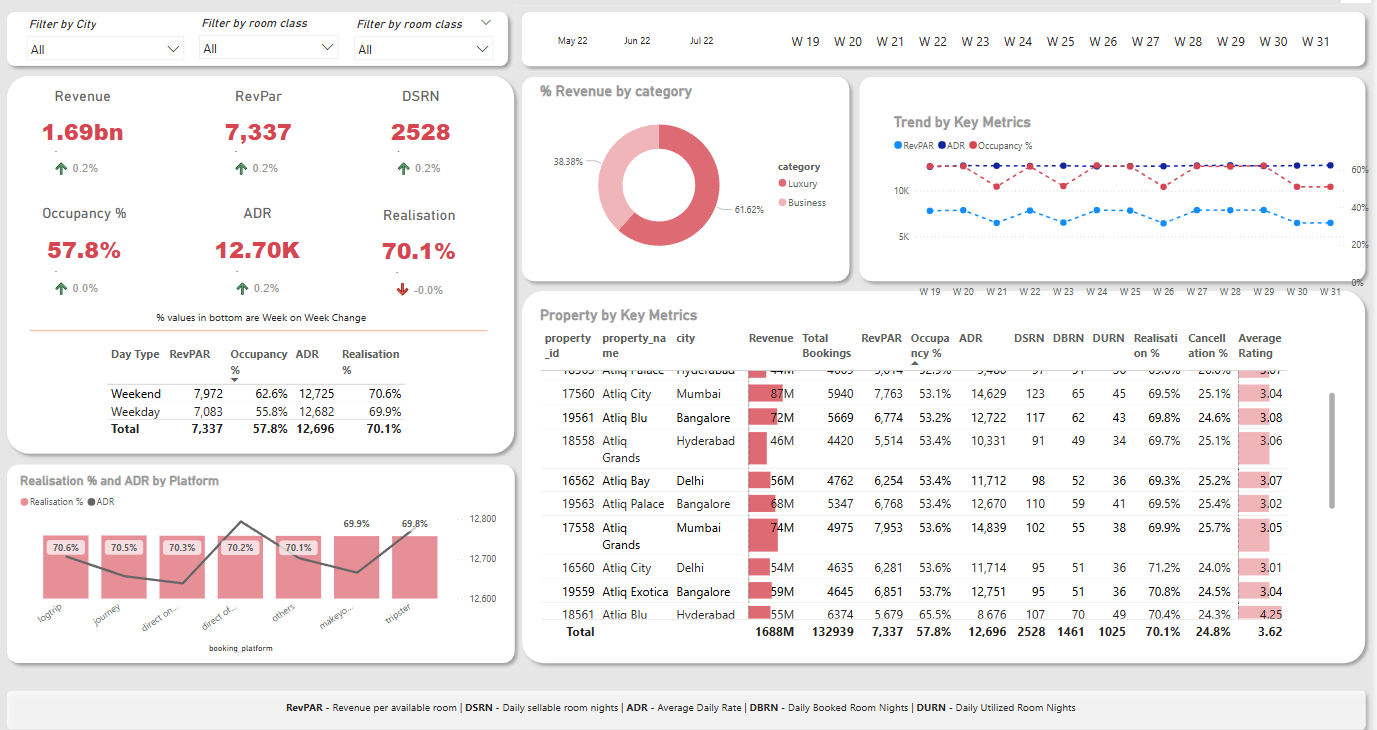 Filter by City
All
Filter by room class
All
Filter by room class
All
May 22 Jun 22 Jul 22
W 19 W 20 W 21 W 22 W 23 W 24 W 25 W 26 W 27 W 28 W 29 W 30 W 31
Revenue RevPar DSRN
1.69bn 7,337 2528
0.2% 0.2% 0.2%
Occupancy % ADR Realisation
57.8% 12.70K 70.1%
0.0% 0.2% -0.0%
% values in bottom are Week on Week Change
Day Type RevPAR Occupancy % ADR Realisation %
Weekend 7,972 62.6% 12,725 70.6%
Weekday 7,083 55.8% 12,682 69.9%
Total 7,337 57.8% 12,696 70.1%
Realisation % and ADR by Platform
Realisation % ADR
69.9% 69.8%
70.6% 70.5% 70.3% 70.2% 70.1%
12,800
12,700
12,600
logtrip journey direct on... direct of... others makeyo... tripster
booking_platform
% Revenue by category
38.38%
61.62%
category
Luxury
Business
Trend by Key Metrics
RevPAR ADR Occupancy %
10K
5K
60%
40%
20%
0%
W 19 W 20 W 21 W 22 W 23 W 24 W 25 W 26 W 27 W 28 W 29 W 30 W 31
Property by Key Metrics
property _id property_na me city Revenue Total Bookings RevPAR Occupa ncy % ADR DSRN DBRN DURN Realisati on % Cancell ation % Average Rating
Atliq Palace Hyderabad
17560 Atliq City Mumbai 87M 5940 7,763 53.1% 14,629 123 65 45 69.5% 25.1% 3.04
19561 Atliq Blu Bangalore 72M 5669 6,774 53.2% 12,722 117 62 43 69.8% 24.6% 3.08
18558 Atliq Grands Hyderabad 46M 4420 5,514 53.4% 10,331 91 49 34 69.7% 25.1% 3.06
16562 Atliq Bay Delhi 56M 4762 6,254 53.4% 11,712 98 52 36 69.3% 25.2% 3.07
19563 Atliq Palace Bangalore 68M 5347 6,768 53.4% 12,670 110 59 41 69.5% 25.4% 3.02
17558 Atliq Grands Mumbai 74M 4975 7,953 53.6% 14,839 102 55 38 69.9% 25.7% 3.05
16560 Atliq City Delhi 54M 4635 6,281 53.6% 11,714 95 51 36 71.2% 24.0% 3.01
19559 Atliq Exotica Bangalore 59M 4645 6,851 53.7% 12,751 95 51 36 70.8% 24.5% 3.04
18561 Atliq Blu Hyderabad 55M 6374 5,679 65.5% 8,676 107 70 49 70.4% 24.3% 4.25
Total 1688M 132939 7,337 57.8% 12,696 2528 1461 1025 70.1% 24.8% 3.62
RevPAR - Revenue per available room | DSRN - Daily sellable room nights | ADR - Average Daily Rate | DBRN - Daily Booked Room Nights | DURN - Daily Utilized Room Nights